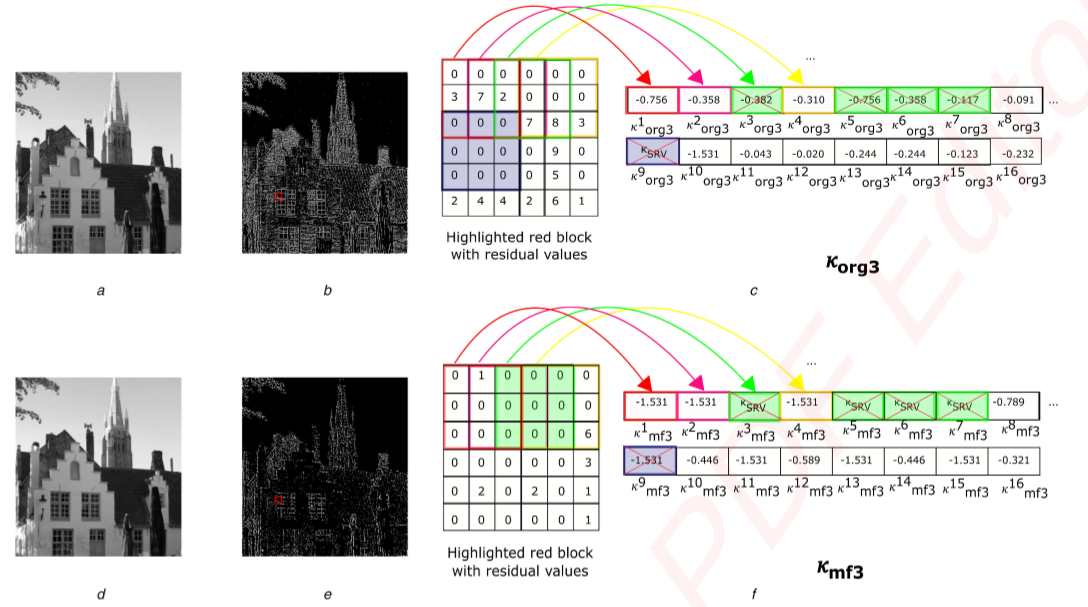 ...
0 0 0 0 0 0
3 7 2 0 0 0
0 0 0 7 8 3
0 0 0 0 9 0
0 0 0 0 5 0
2 4 4 2 6 1
Highlighted red block
with residual values
-0.756 -0.358 -0.382 -0.310 -0.756 -0.358 -0.117 -0.091 ...
κ1org3 κ2org3 κ3org3 κ4org3 κ5org3 κ6org3 κ7org3 κ8org3
κSRV -1.531 -0.043 -0.020 -0.244 -0.244 -0.123 -0.232
κ9org3 κ10org3 κ11org3 κ12org3 κ13org3 κ14org3 κ15org3 κ16org3
κorg3
a b c
...
0 1 0 0 0 0
0 0 0 0 0 0
0 0 0 0 0 6
0 0 0 0 0 3
0 2 0 2 0 1
0 0 0 0 0 1
Highlighted red block
with residual values
-1.531 -1.531 κSRV -1.531 κSRV κSRV κSRV -0.789 ...
κ1mf3 κ2mf3 κ3mf3 κ4mf3 κ5mf3 κ6mf3 κ7mf3 κ8mf3
-1.531 -0.446 -1.531 -0.589 -1.531 -0.446 -1.531 -0.321
κ9mf3 κ10mf3 κ11mf3 κ12mf3 κ13mf3 κ14mf3 κ15mf3 κ16mf3
κmf3
d e f
PDF Edito